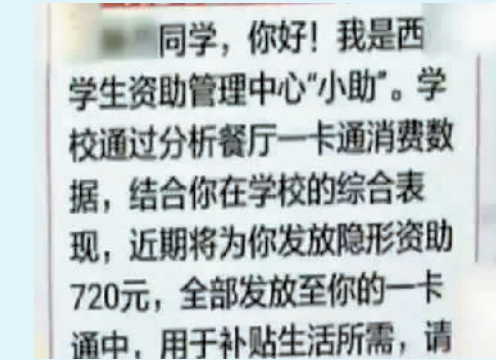 同学，你好！我是西
学生资助管理中心“小助”。学
校通过分析餐厅一卡通消费数
据，结合你在学校的综合表
现，近期将为你发放隐形资助
720元，全部发放至你的一卡
通中，用于补贴生活所需，请